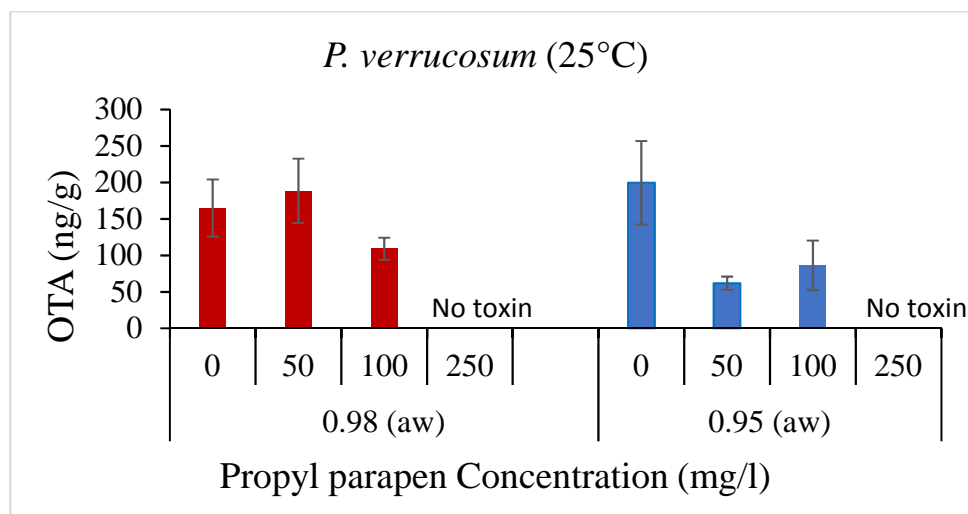 P. verrucosum (25°C)
OTA (ng/g)
300
250
200
150
100
50
0
No toxin
No toxin
0 50 100 250 0 50 100 250
0.98 (aw) 0.95 (aw)
Propyl parapen Concentration (mg/l)